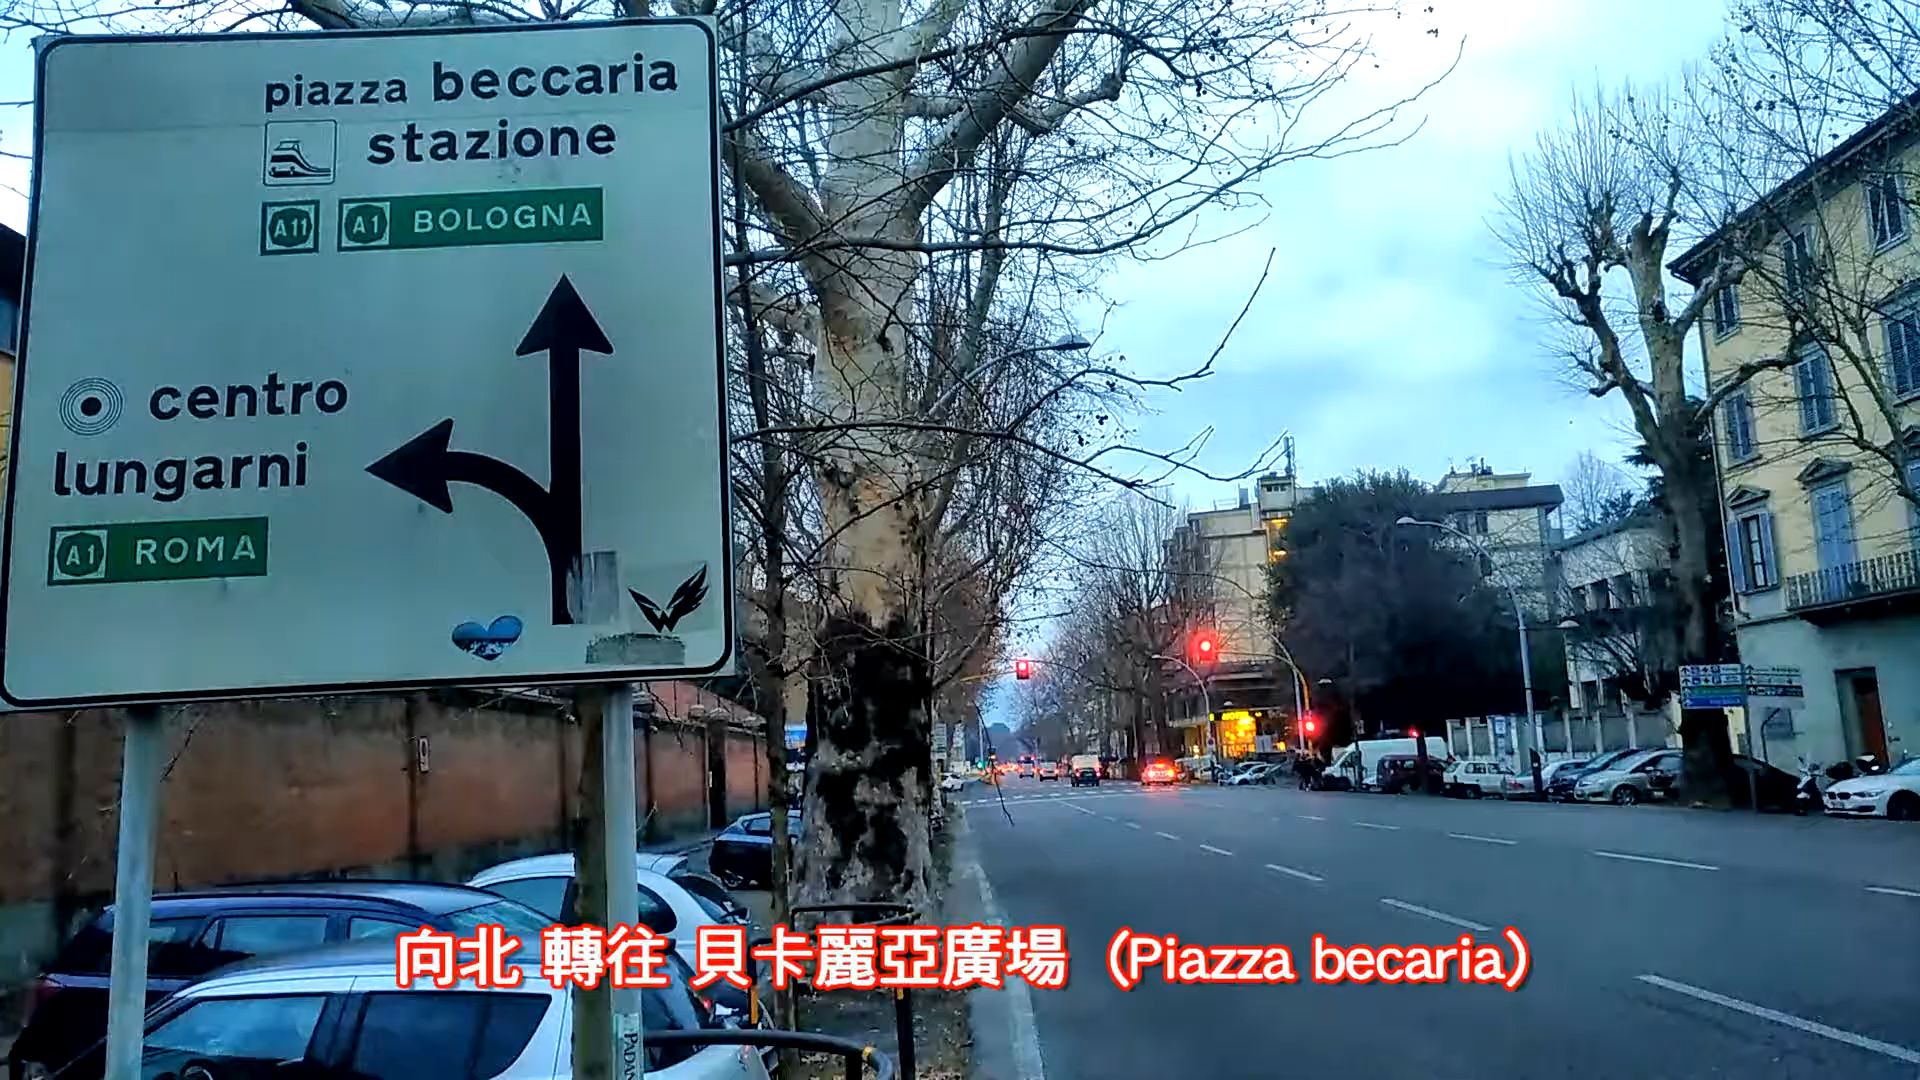 piazza beccaria
stazione
A11 A1 BOLOGNA
centro
lungarni
A1 ROMA
向北 轉往 貝卡麗亞廣場（Piazza becaria）